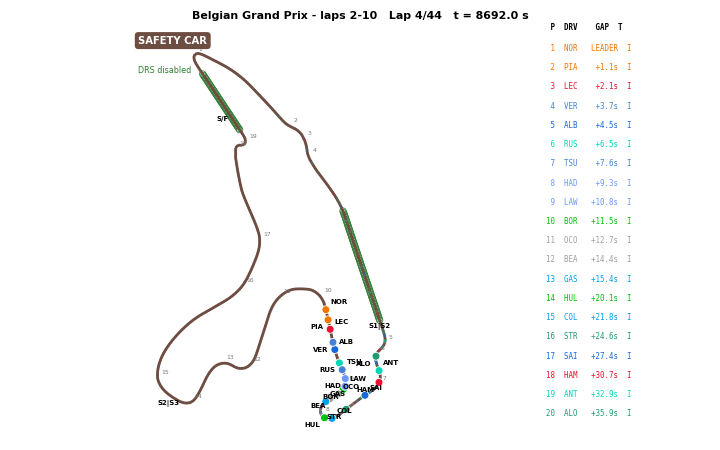 Belgian Grand Prix - laps 2-10   Lap 4/44   t = 8692.0 s
SAFETY CAR
DRS disabled
P DRV GAP T
1 NOR LEADER I
2 PIA +1.1s I
3 LEC +2.1s I
4 VER +3.7s I
5 ALB +4.5s I
6 RUS +6.5s I
7 TSU +7.6s I
8 HAD +9.3s I
9 LAW +10.8s I
10 BOR +11.5s I
11 OCO +12.7s I
12 BEA +14.4s I
13 GAS +15.4s I
14 HUL +20.1s I
15 COL +21.8s I
16 STR +24.6s I
17 SAI +27.4s I
18 HAM +30.7s I
19 ANT +32.9s I
20 ALO +35.9s I
S/F
19
2
3
4
17
16
10
NOR
PIA
LEC
S1|S2
5
ALB
VER
TSU
RUS
ALO
ANT
7
LAW
HAD
OCO
HAM
SAI
GAS
BOR
BEA
8
COL
STR
HUL
13
12
15
S2|S3